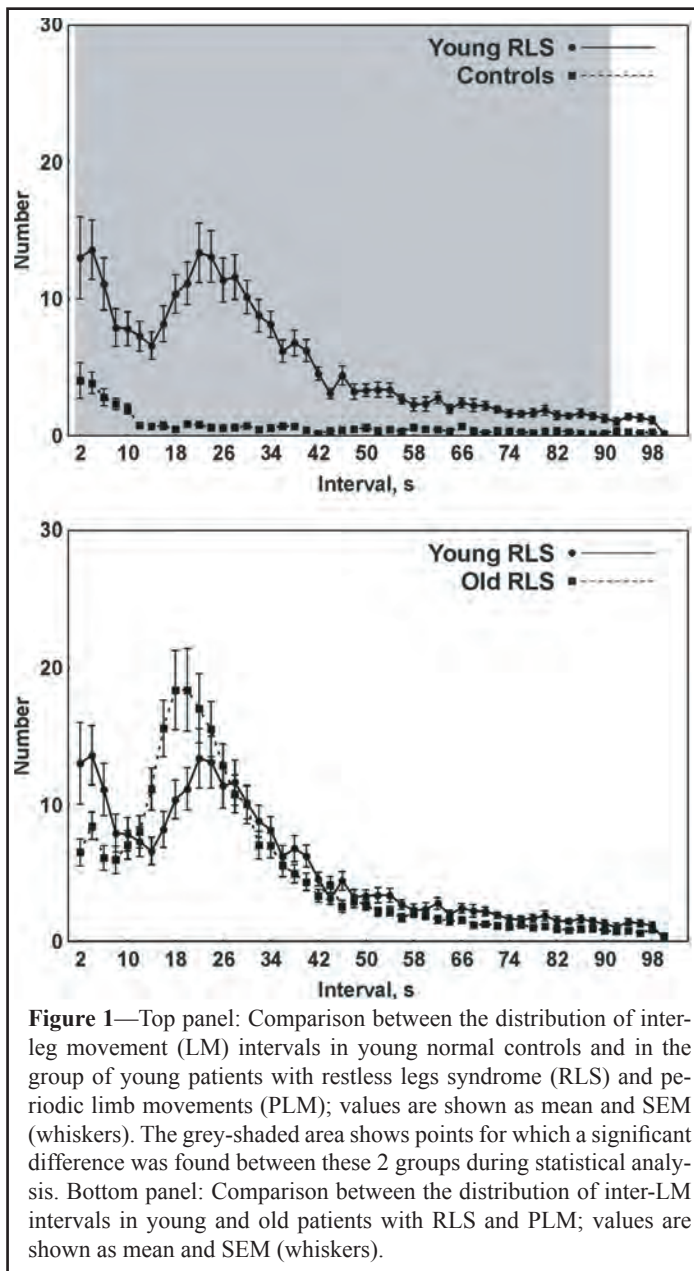 30
20
10
0
Number
Young RLS
Controls
2 10 18 26 34 42 50 58 66 74 82 90 98
Interval, s
30
20
10
0
Number
Young RLS
Old RLS
2 10 18 26 34 42 50 58 66 74 82 90 98
Interval, s
Figure 1—Top panel: Comparison between the distribution of inter-
leg movement (LM) intervals in young normal controls and in the
group of young patients with restless legs syndrome (RLS) and pe-
riodic limb movements (PLM); values are shown as mean and SEM
(whiskers). The grey-shaded area shows points for which a significant
difference was found between these 2 groups during statistical analy-
sis. Bottom panel: Comparison between the distribution of inter-LM
intervals in young and old patients with RLS and PLM; values are
shown as mean and SEM (whiskers).